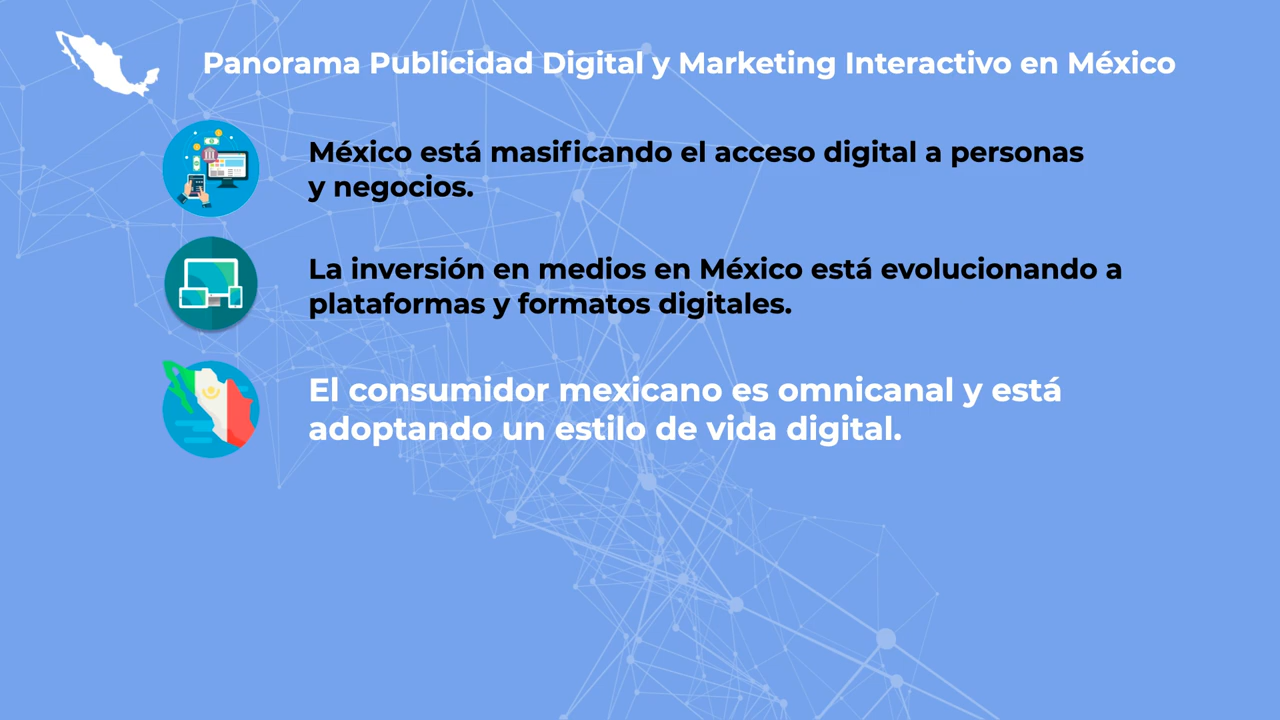 Panorama Publicidad Digital y Marketing Interactivo en México
México está masificando el acceso digital a personas
y negocios.
La inversión en medios en México está evolucionando a
plataformas y formatos digitales.
El consumidor mexicano es omnicanal y está
adoptando un estilo de vida digital.